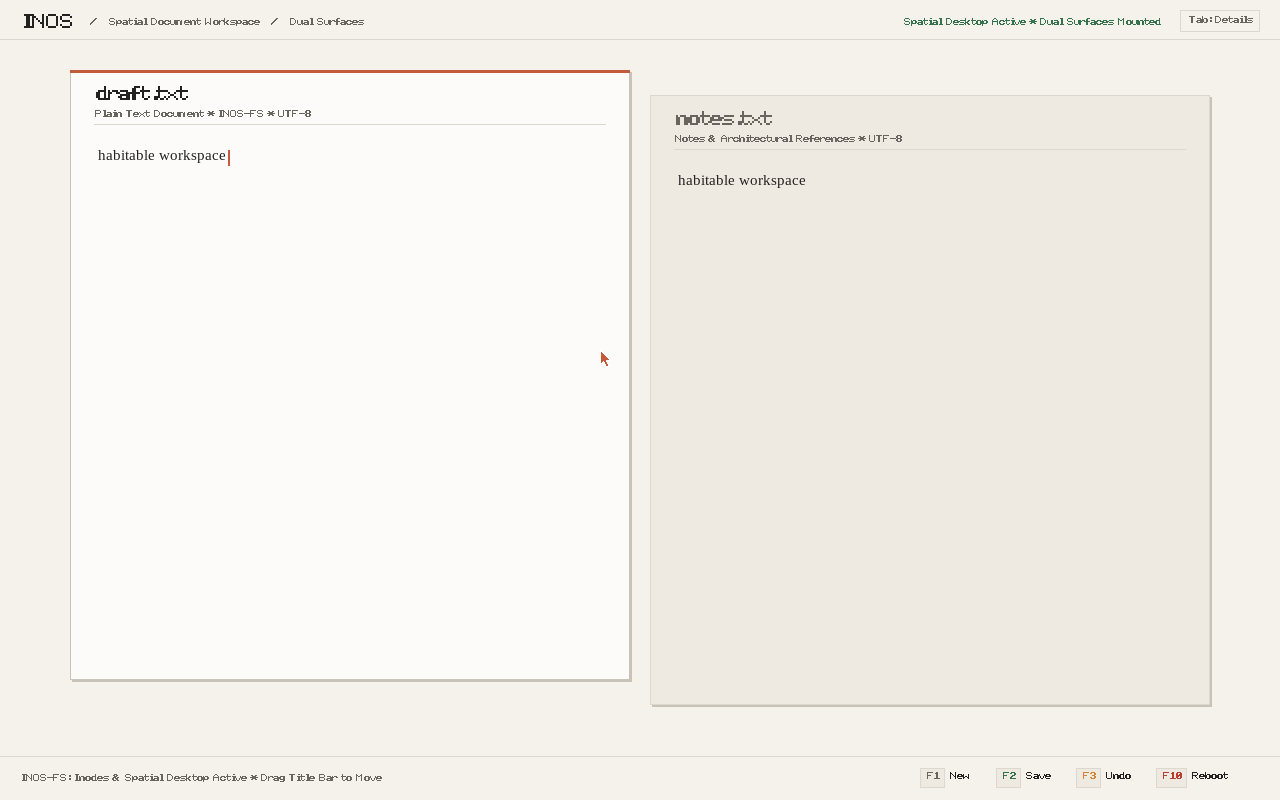 INOS / Spatial Document Workspace / Dual Surfaces
Spatial Desktop Active * Dual Surfaces Mounted
Tab:Details
draft.txt
Plain Text Document * INOS-FS * UTF-8
habitable workspace
notes.txt
Notes & Architectural References * UTF-8
habitable workspace
INOS-FS: Inodes & Spatial Desktop Active * Drag Title Bar to Move
F1 New F2 Save F3 Undo F10 Reboot